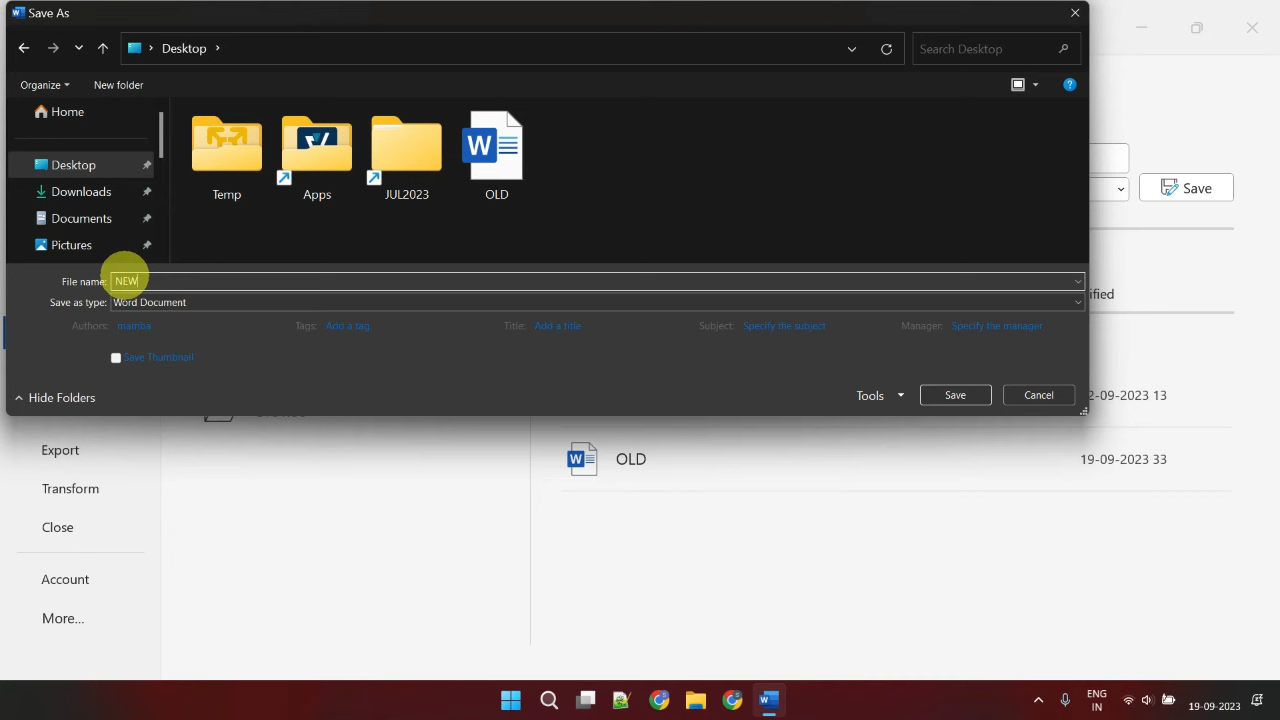 Save As
Desktop
Search Desktop
Organize
New folder
Home
Desktop
Downloads
Documents
Pictures
Temp
Apps
JUL2023
OLD
File name: NEW
Save as type: Word Document
Authors: mamba
Tags: Add a tag
Title: Add a title
Subject: Specify the subject
Manager: Specify the manager
Save Thumbnail
Hide Folders
Tools
Save
Cancel
Save
ified
2-09-2023 13
OLD
19-09-2023 33
Export
Transform
Close
Account
More...
ENG
IN
19-09-2023